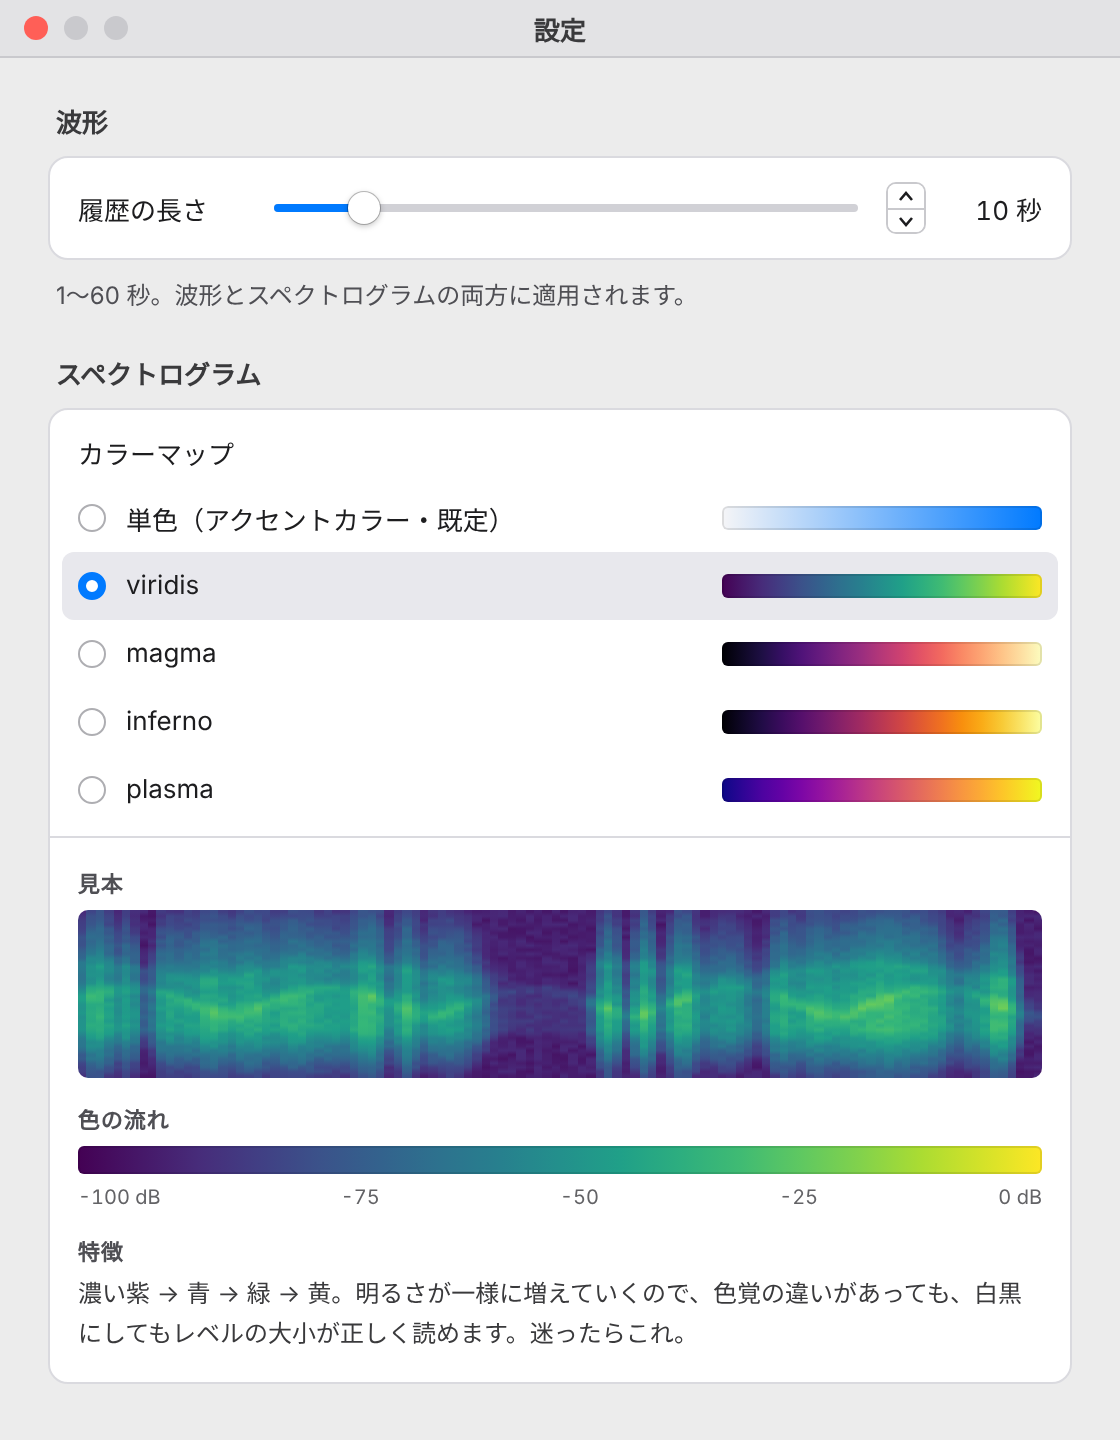 設定
波形
履歴の長さ 10 秒
1〜60 秒。波形とスペクトログラムの両方に適用されます。
スペクトログラム
カラーマップ
単色（アクセントカラー・既定）
viridis
magma
inferno
plasma
見本
色の流れ
-100 dB -75 -50 -25 0 dB
特徴
濃い紫 → 青 → 緑 → 黄。明るさが一様に増えていくので、色覚の違いがあっても、白黒
にしてもレベルの大小が正しく読めます。迷ったらこれ。